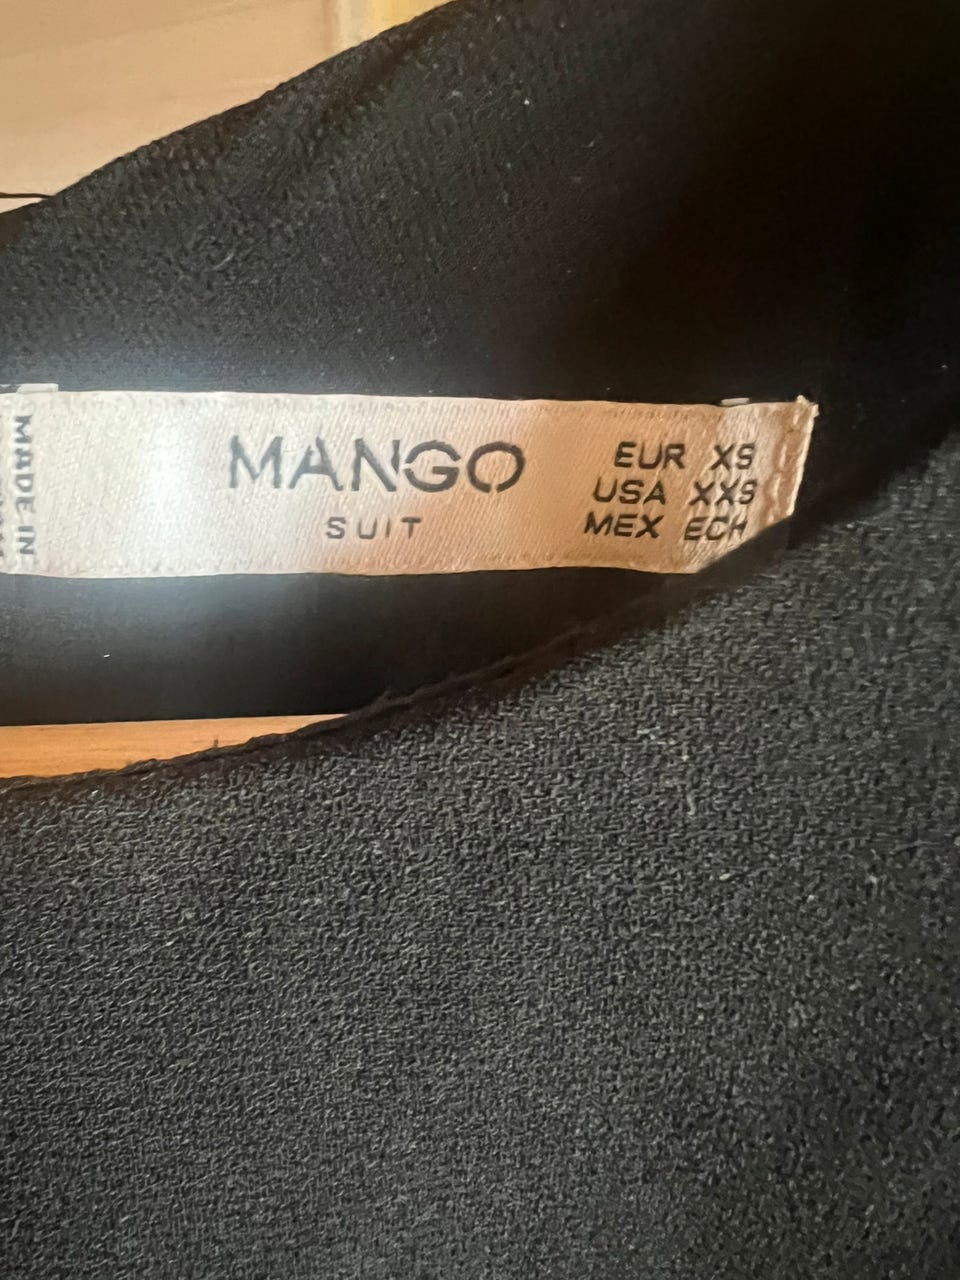 MADE IN
MANGO
SUIT
EUR XS
USA XXS
MEX ECH